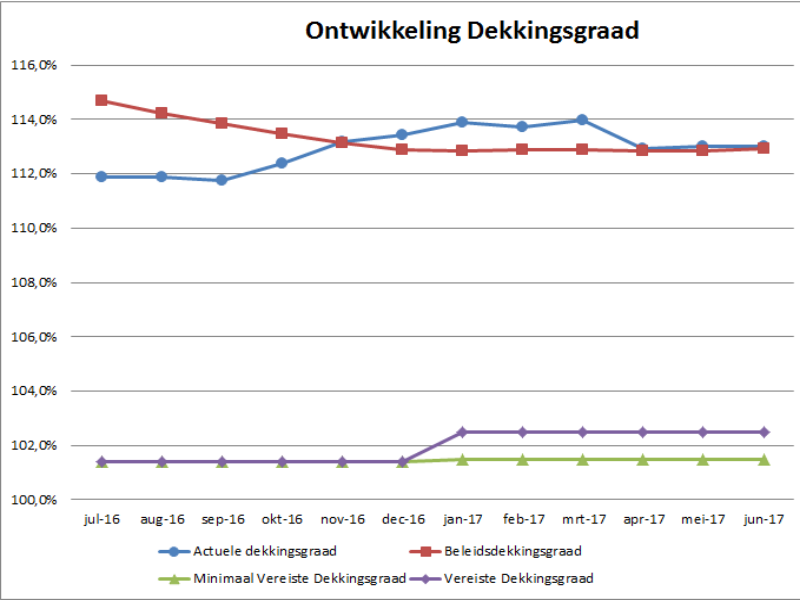 Ontwikkeling Dekkingsgraad
116,0%
114,0%
112,0%
110,0%
108,0%
106,0%
104,0%
102,0%
100,0%
jul-16 aug-16 sep-16 okt-16 nov-16 dec-16 jan-17 feb-17 mrt-17 apr-17 mei-17 jun-17
Actuele dekkingsgraad Beleidsdekkingsgraad
Minimaal Vereiste Dekkingsgraad Vereiste Dekkingsgraad